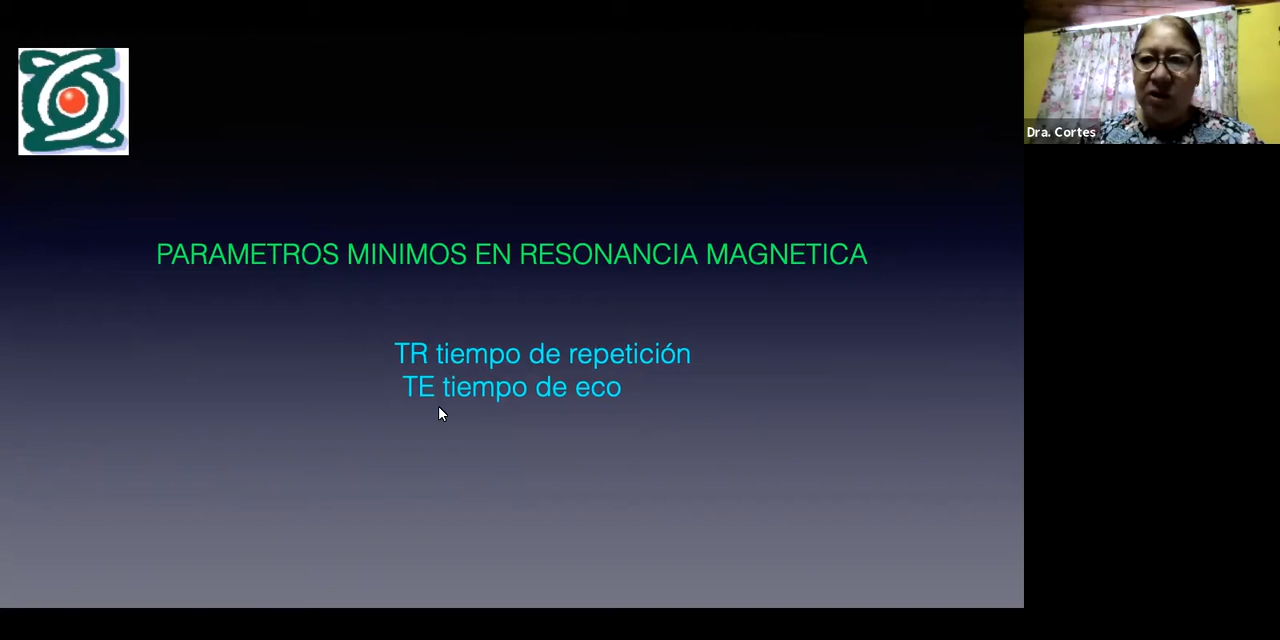 PARAMETROS MINIMOS EN RESONANCIA MAGNETICA
TR tiempo de repetición
TE tiempo de eco
Dra. Cortes